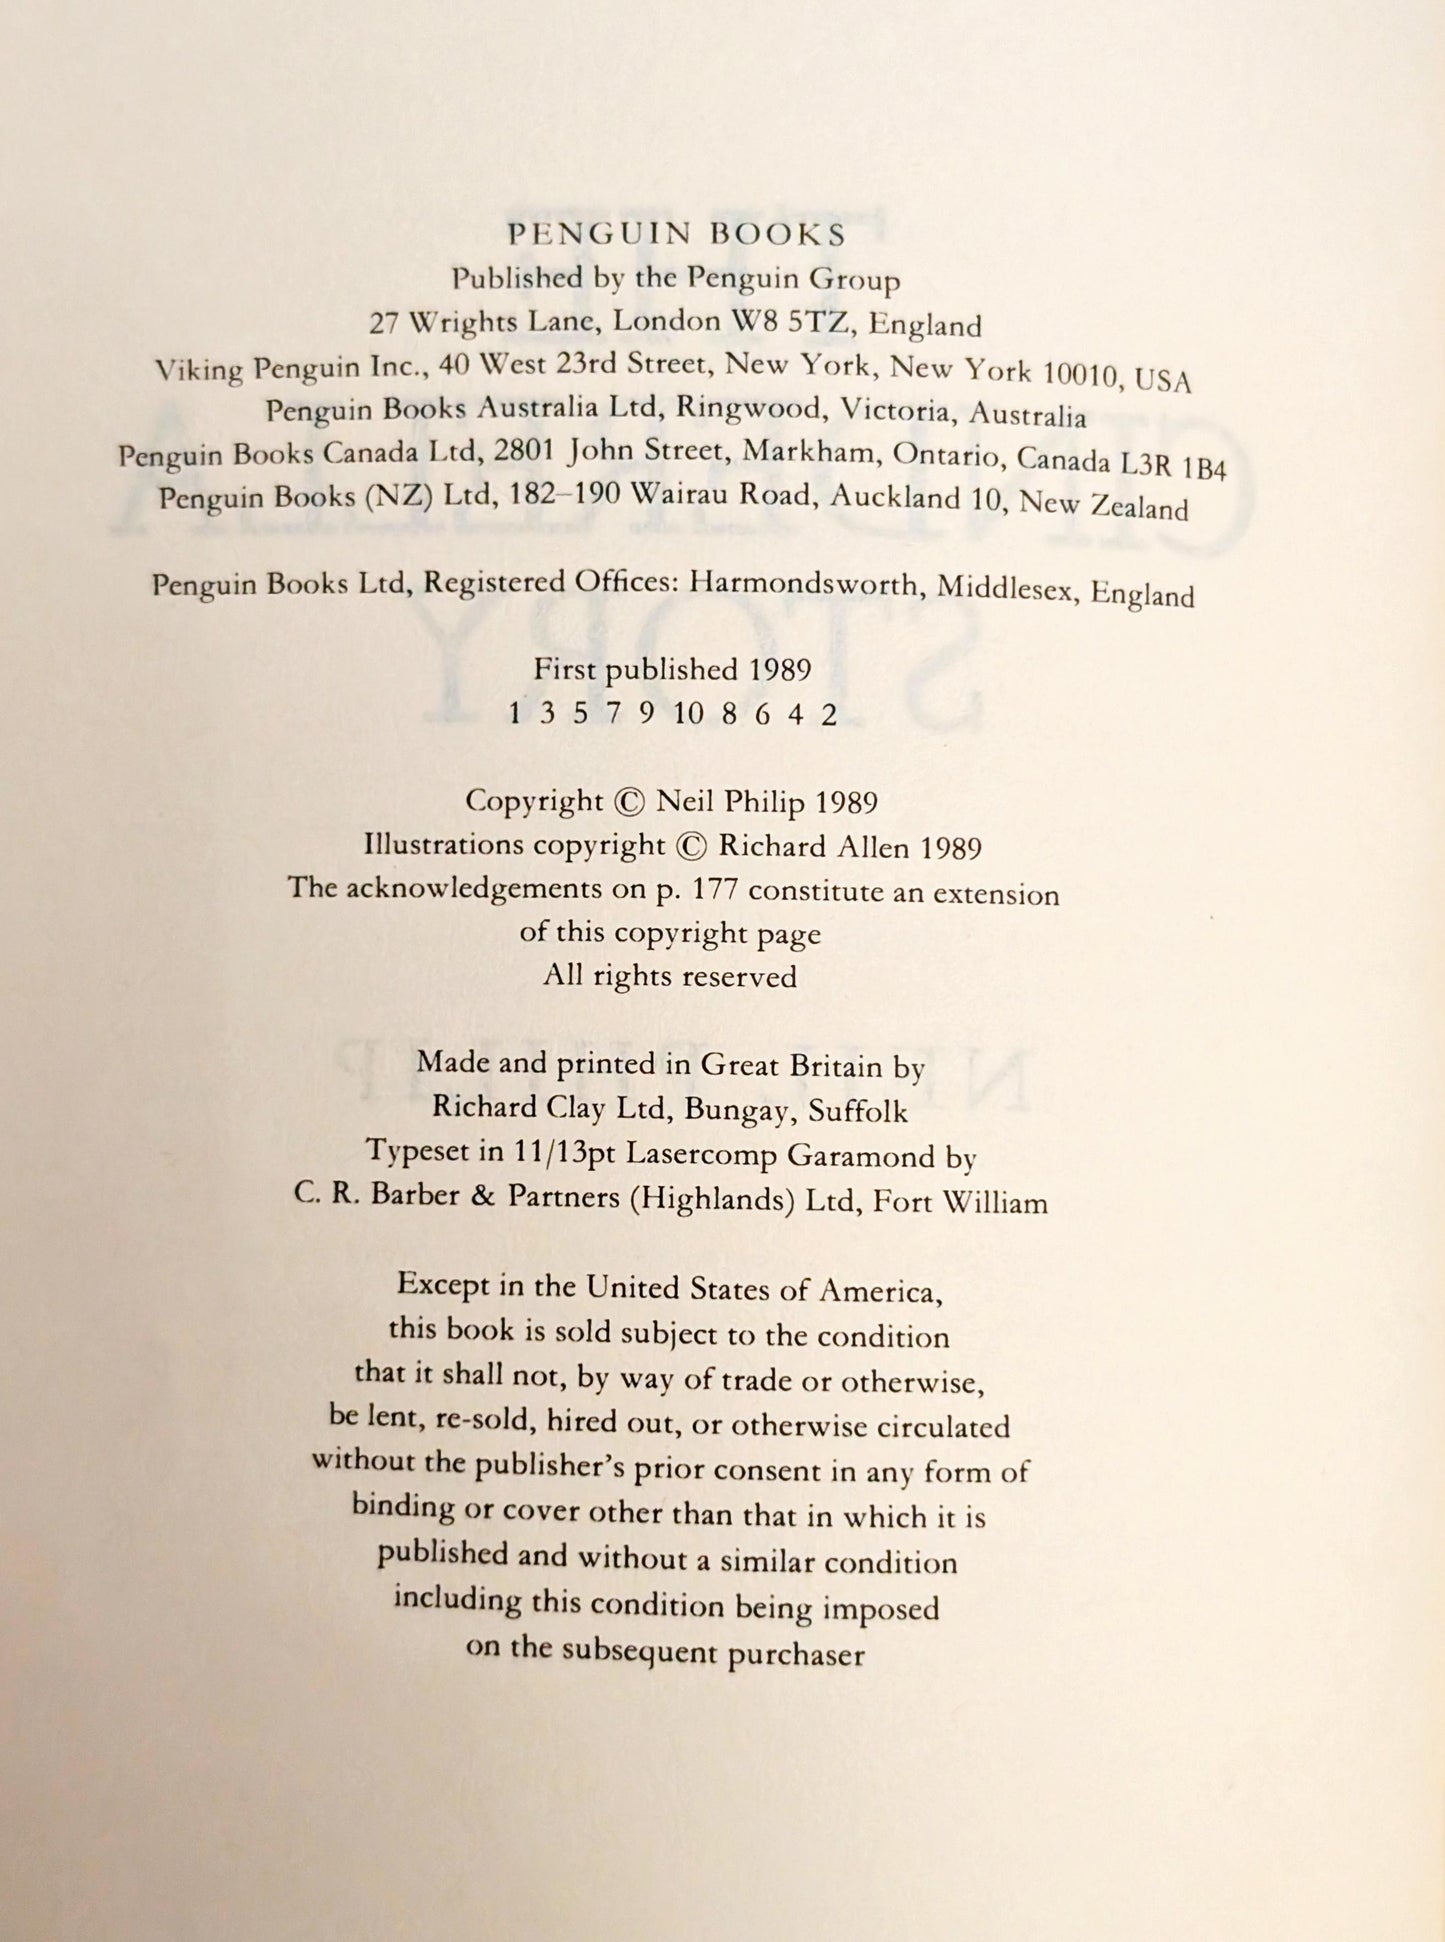 PENGUIN BOOKS
Published by the Penguin Group
27 Wrights Lane, London W8 5TZ, England
Viking Penguin Inc., 40 West 23rd Street, New York, New York 10010, USA
Penguin Books Australia Ltd, Ringwood, Victoria, Australia
Penguin Books Canada Ltd, 2801 John Street, Markham, Ontario, Canada L3R 1B4
Penguin Books (NZ) Ltd, 182–190 Wairau Road, Auckland 10, New Zealand
Penguin Books Ltd, Registered Offices: Harmondsworth, Middlesex, England
First published 1989
1 3 5 7 9 10 8 6 4 2
Copyright © Neil Philip 1989
Illustrations copyright © Richard Allen 1989
The acknowledgements on p. 177 constitute an extension
of this copyright page
All rights reserved
Made and printed in Great Britain by
Richard Clay Ltd, Bungay, Suffolk
Typeset in 11/13pt Lasercomp Garamond by
C. R. Barber & Partners (Highlands) Ltd, Fort William
Except in the United States of America,
this book is sold subject to the condition
that it shall not, by way of trade or otherwise,
be lent, re-sold, hired out, or otherwise circulated
without the publisher's prior consent in any form of
binding or cover other than that in which it is
published and without a similar condition
including this condition being imposed
on the subsequent purchaser